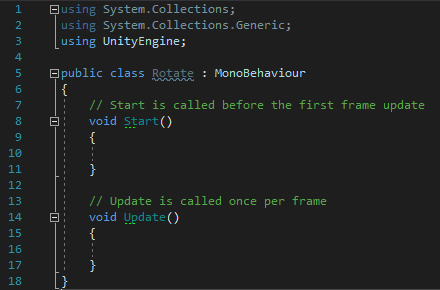 1 using System.Collections;
2 using System.Collections.Generic;
3 using UnityEngine;
4
5 public class Rotate : MonoBehaviour
6 {
7     // Start is called before the first frame update
8     void Start()
9     {
10
11     }
12
13     // Update is called once per frame
14     void Update()
15     {
16
17     }
18 }